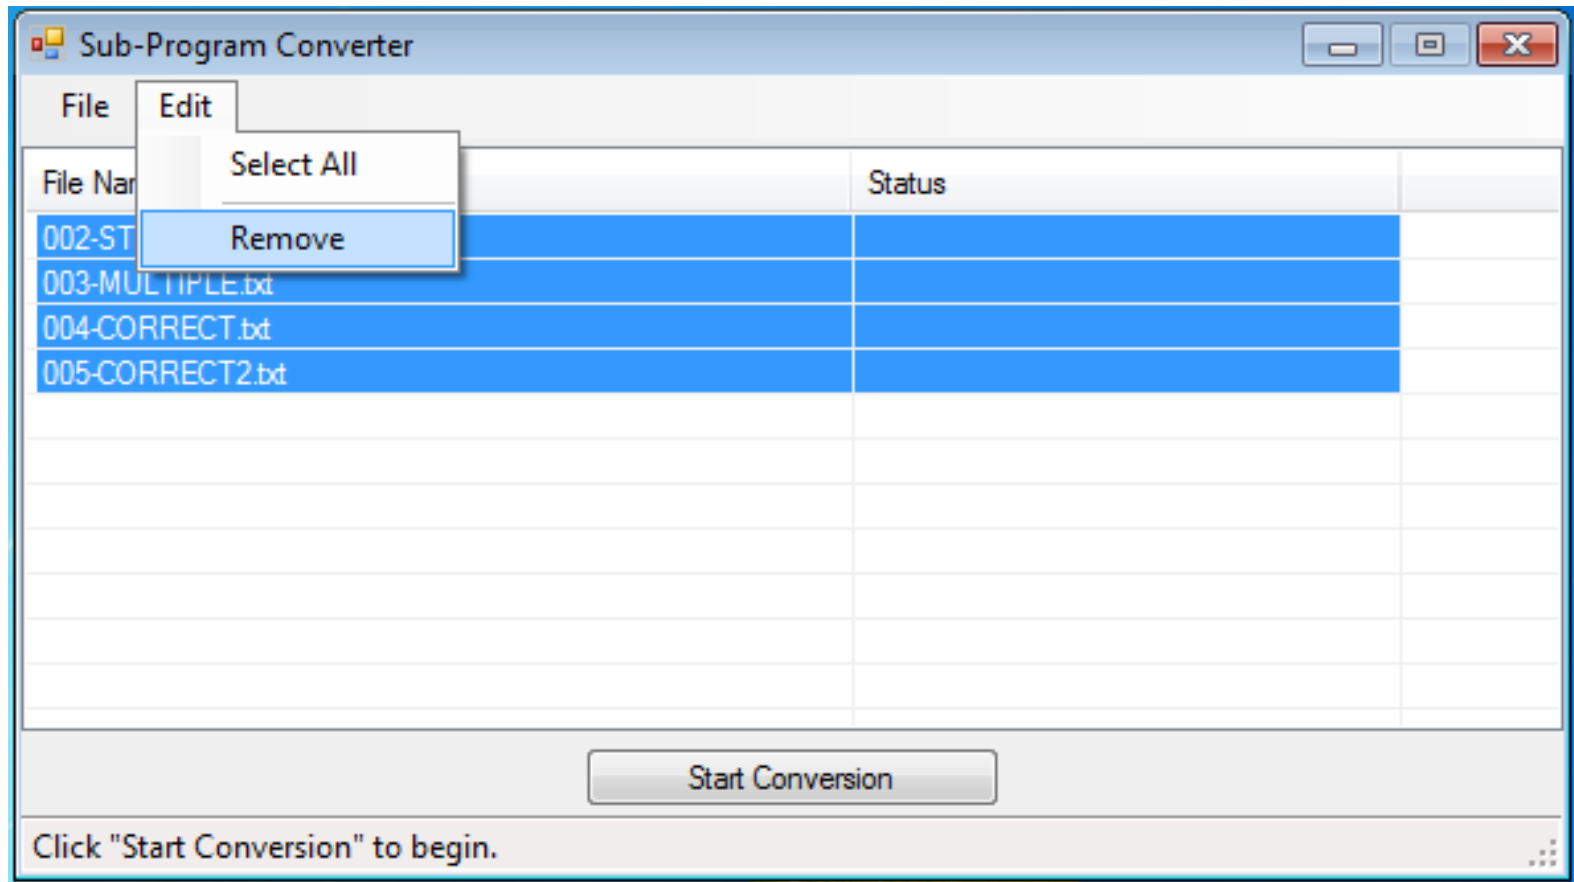 Sub-Program Converter
File Edit
Select All
Remove
File Nar Status
002-ST
003-MULTIPLE.txt
004-CORRECT.txt
005-CORRECT2.txt
Start Conversion
Click "Start Conversion" to begin.